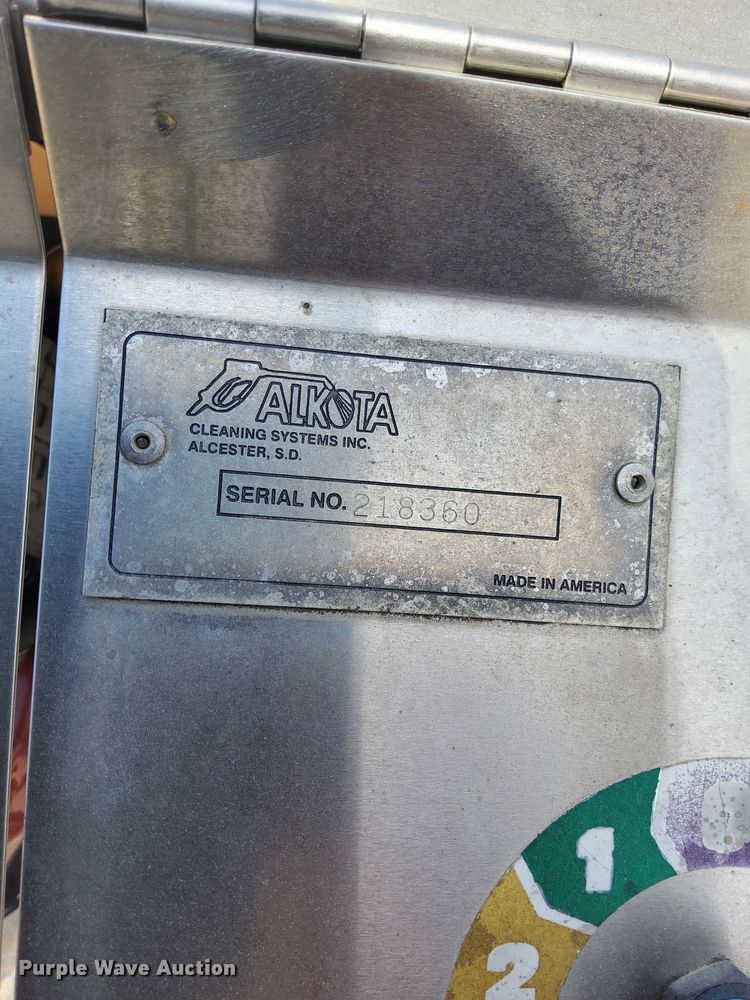 ALKOTA
CLEANING SYSTEMS INC.
ALCESTER, S.D.
SERIAL NO. 218360
MADE IN AMERICA
1
2
Purple Wave Auction